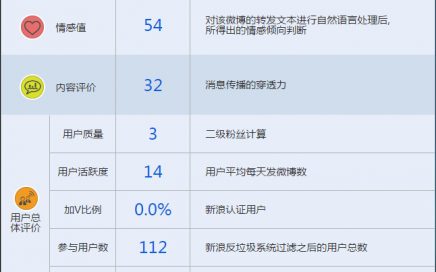 情感值 54 对该微博的转发文本进行自然语言处理后,
所得出的情感倾向判断
内容评价 32 消息传播的穿透力
用户质量 3 二级粉丝计算
用户活跃度 14 用户平均每天发微博数
用户总
体评价
加V比例 0.0% 新浪认证用户
参与用户数 112 新浪反垃圾系统过滤之后的用户总数